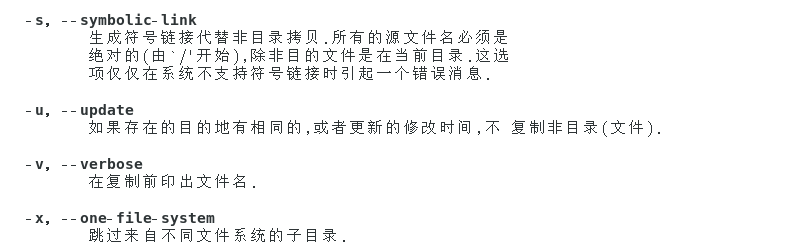 -s, --symbolic-link
生成符号链接代替非目录拷贝.所有的源文件名必须是
绝对的(由`/'开始),除非目的文件是在当前目录.这选
项仅仅在系统不支持符号链接时引起一个错误消息.
-u, --update
如果存在的目的地有相同的,或者更新的修改时间,不 复制非目录(文件).
-v, --verbose
在复制前印出文件名.
-x, --one-file-system
跳过来自不同文件系统的子目录.